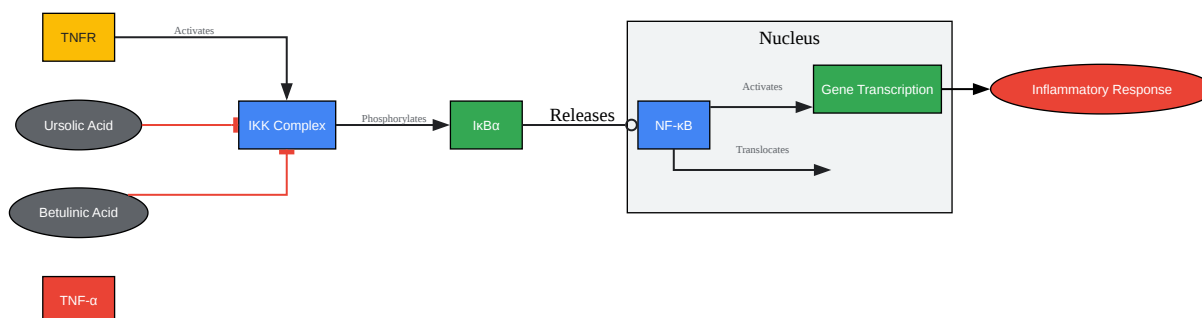 TNFR
Activates
Nucleus
Activates
Gene Transcription
Inflammatory Response
Ursolic Acid
IKK Complex
Phosphorylates
IκBα
Releases
NF-κB
Translocates
Betulinic Acid
TNF-α